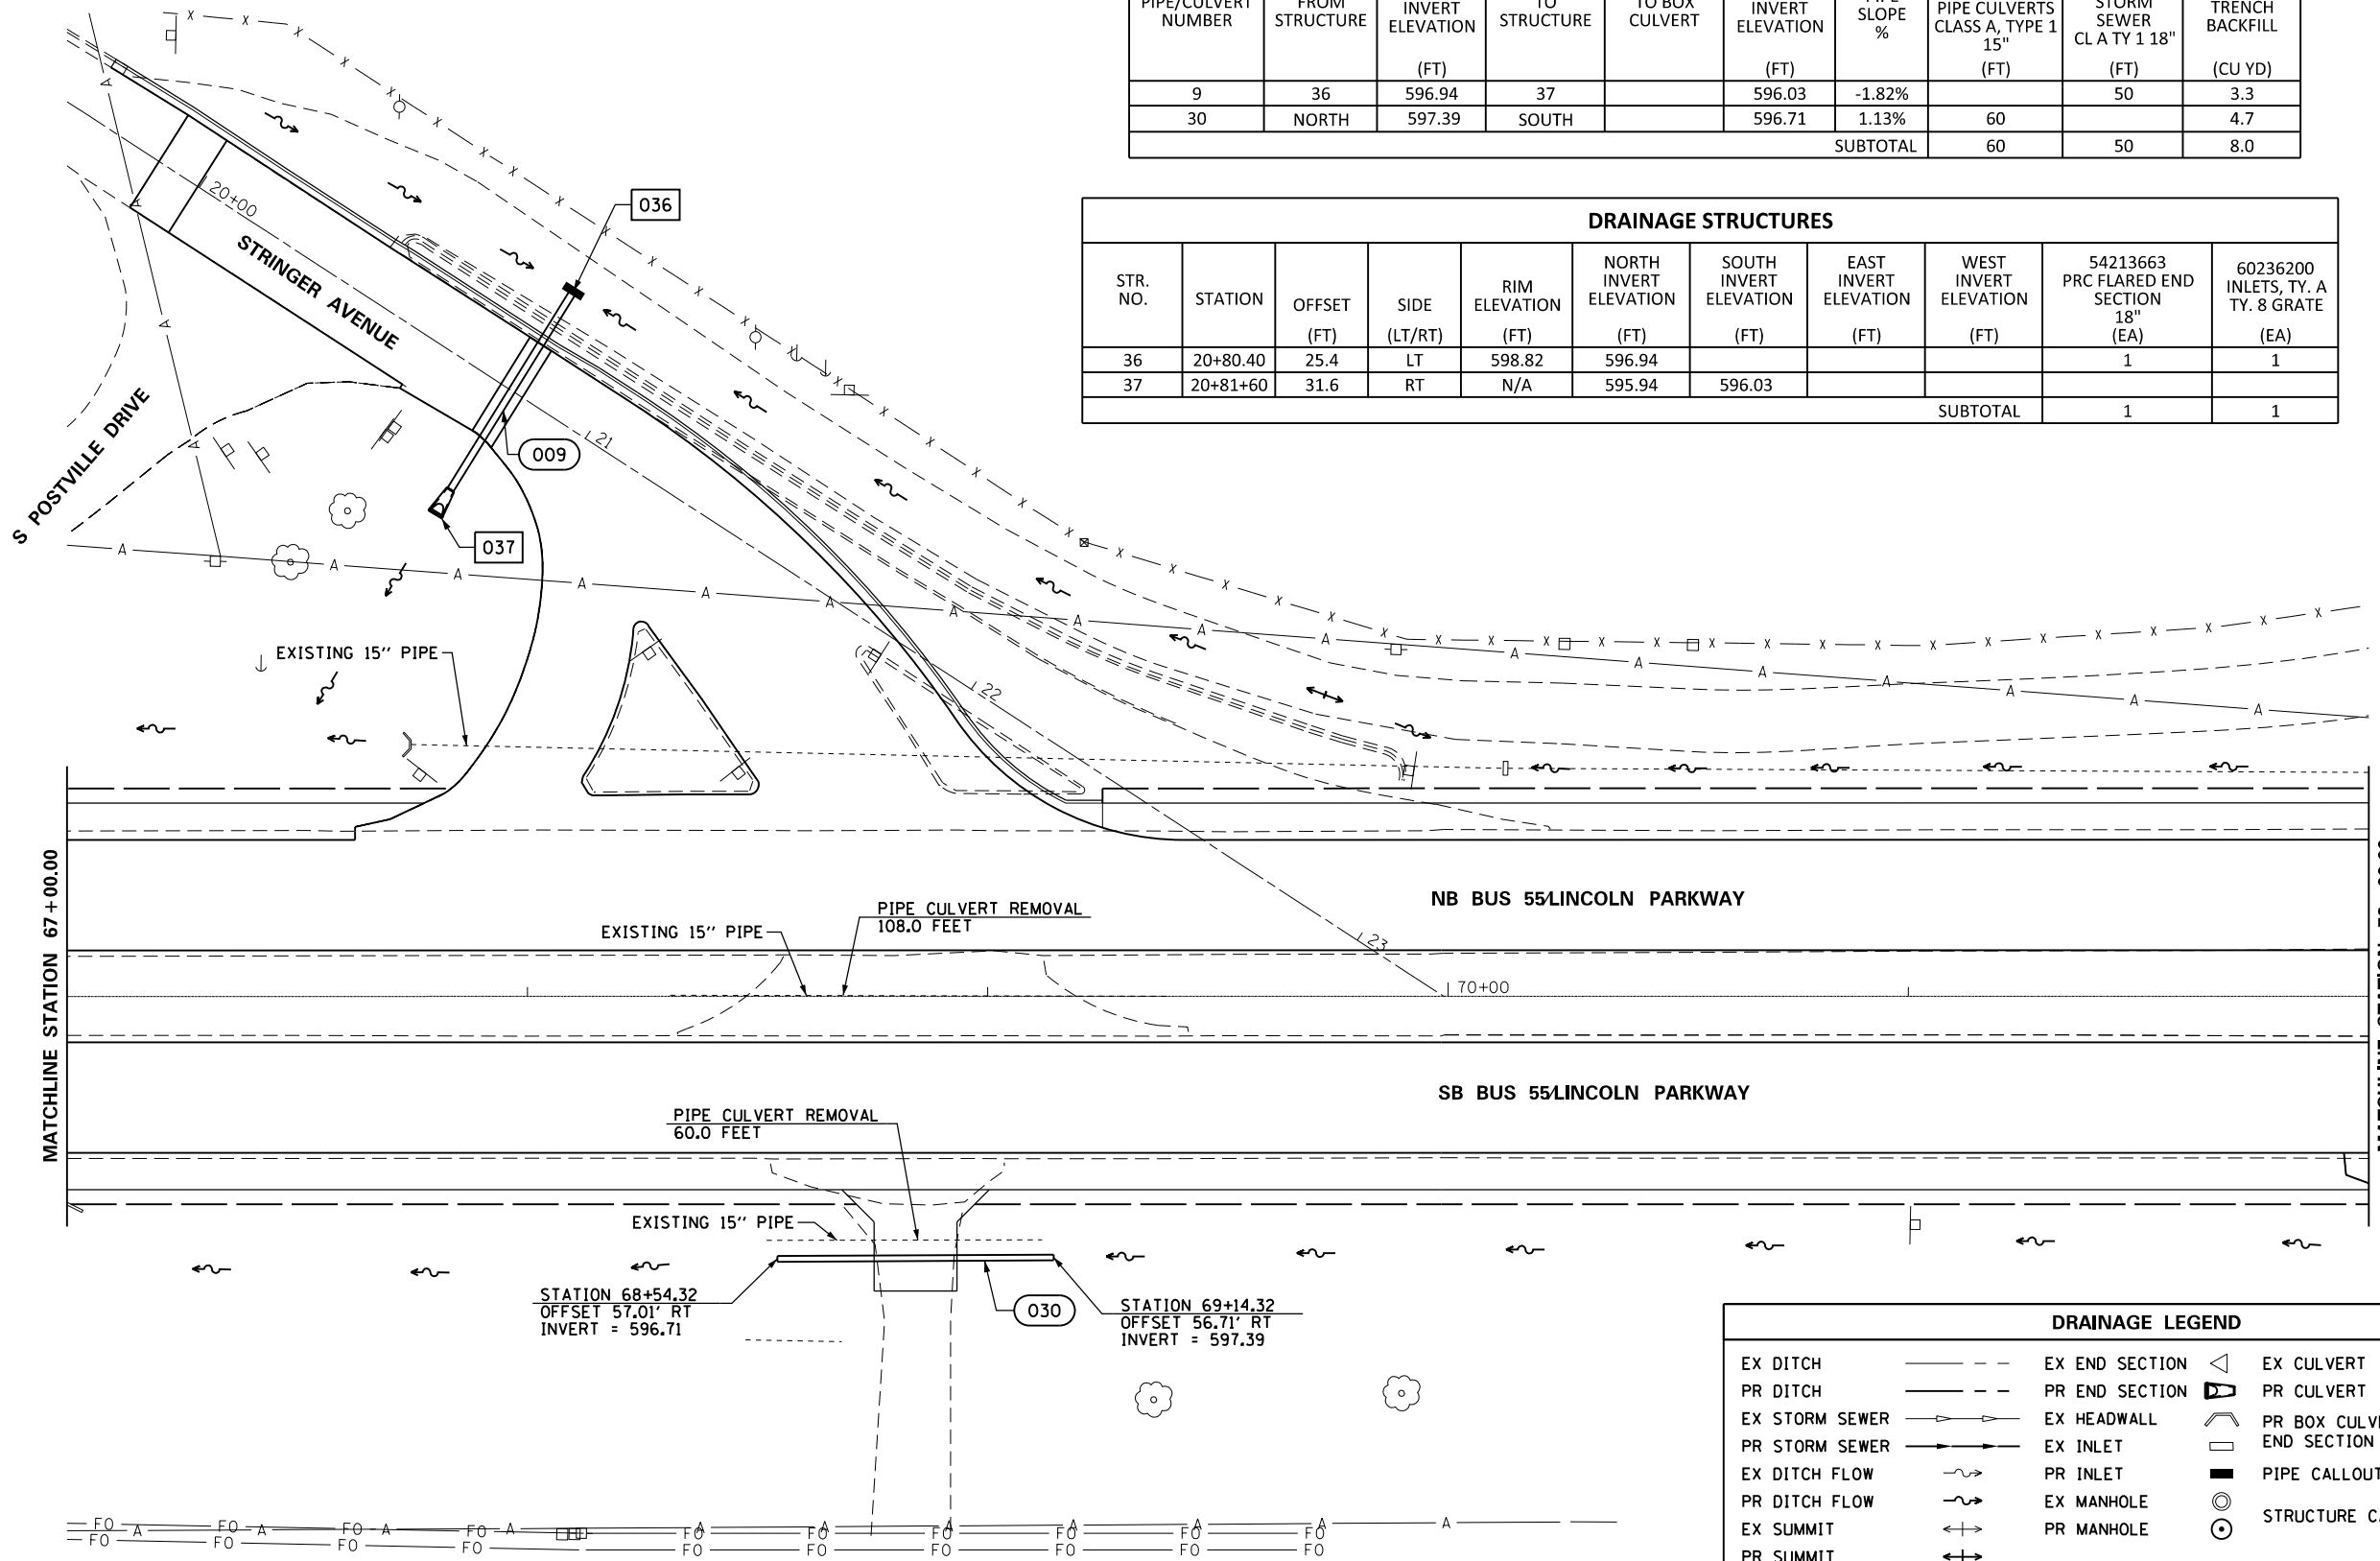 PIPE/CULVERT NUMBER
FROM STRUCTURE
INVERT ELEVATION (FT)
TO STRUCTURE
TO BOX CULVERT
INVERT ELEVATION (FT)
SLOPE %
PIPE CULVERTS CLASS A, TYPE 1 15" (FT)
STORM SEWER CL A TY 1 18" (FT)
TRENCH BACKFILL (CU YD)
9 36 596.94 37 596.03 -1.82% 50 3.3
30 NORTH 597.39 SOUTH 596.71 1.13% 60 4.7
SUBTOTAL 60 50 8.0
DRAINAGE STRUCTURES
STR. NO.
STATION
OFFSET (FT)
SIDE (LT/RT)
RIM ELEVATION (FT)
NORTH INVERT ELEVATION (FT)
SOUTH INVERT ELEVATION (FT)
EAST INVERT ELEVATION (FT)
WEST INVERT ELEVATION (FT)
54213663 PRC FLARED END SECTION 18" (EA)
60236200 INLETS, TY. A TY. 8 GRATE (EA)
36 20+80.40 25.4 LT 598.82 596.94 1 1
37 20+81+60 31.6 RT N/A 595.94 596.03
SUBTOTAL 1 1
20+00
STRINGER AVENUE
036
21
009
S POSTVILLE DRIVE
037
EXISTING 15" PIPE
22
MATCHLINE STATION 67+00.00
NB BUS 55/LINCOLN PARKWAY
PIPE CULVERT REMOVAL
108.0 FEET
EXISTING 15" PIPE
23
70+00
SB BUS 55/LINCOLN PARKWAY
PIPE CULVERT REMOVAL
60.0 FEET
EXISTING 15" PIPE
STATION 68+54.32
OFFSET 57.01' RT
INVERT = 596.71
030
STATION 69+14.32
OFFSET 56.71' RT
INVERT = 597.39
DRAINAGE LEGEND
EX DITCH
PR DITCH
EX STORM SEWER
PR STORM SEWER
EX DITCH FLOW
PR DITCH FLOW
EX SUMMIT
PR SUMMIT
EX END SECTION
PR END SECTION
EX HEADWALL
EX INLET
PR INLET
EX MANHOLE
PR MANHOLE
EX CULVERT
PR CULVERT
PR BOX
END SECTION
PIPE CALLOUT
STRUCTURE